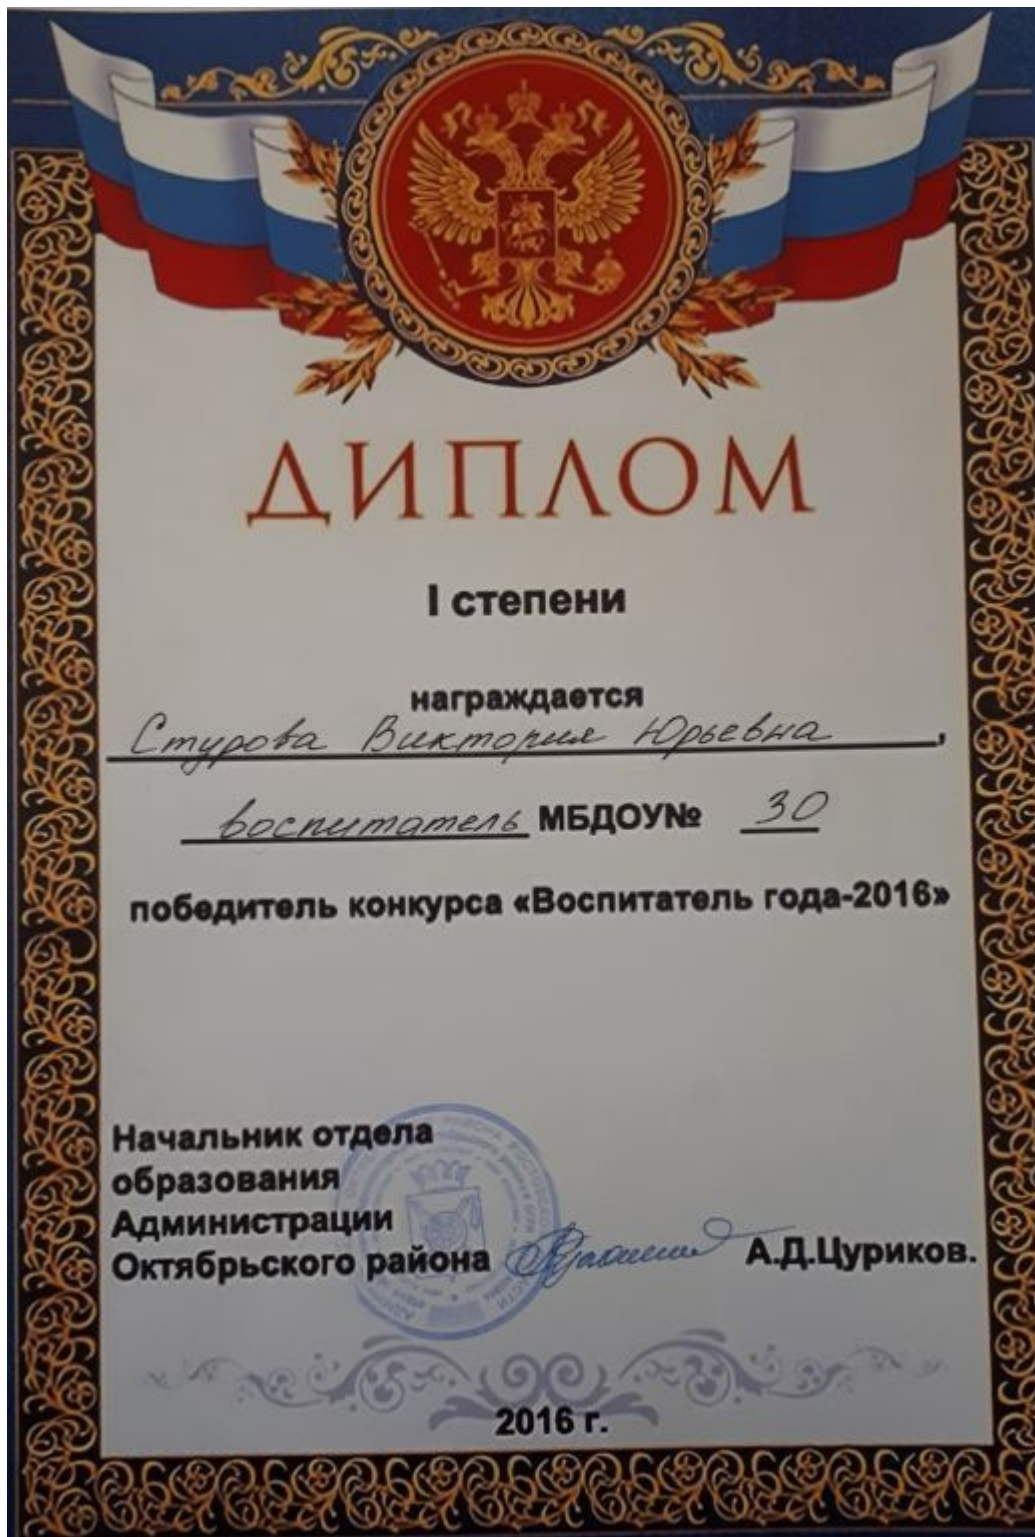 ДИПЛОМ
I степени
награждается
Стурова Виктория Юрьевна,
воспитатель МБДОУ№ 30
победитель конкурса «Воспитатель года-2016»
Начальник отдела
образования
Администрации
Октябрьского района А.Д.Цуриков.
2016 г.